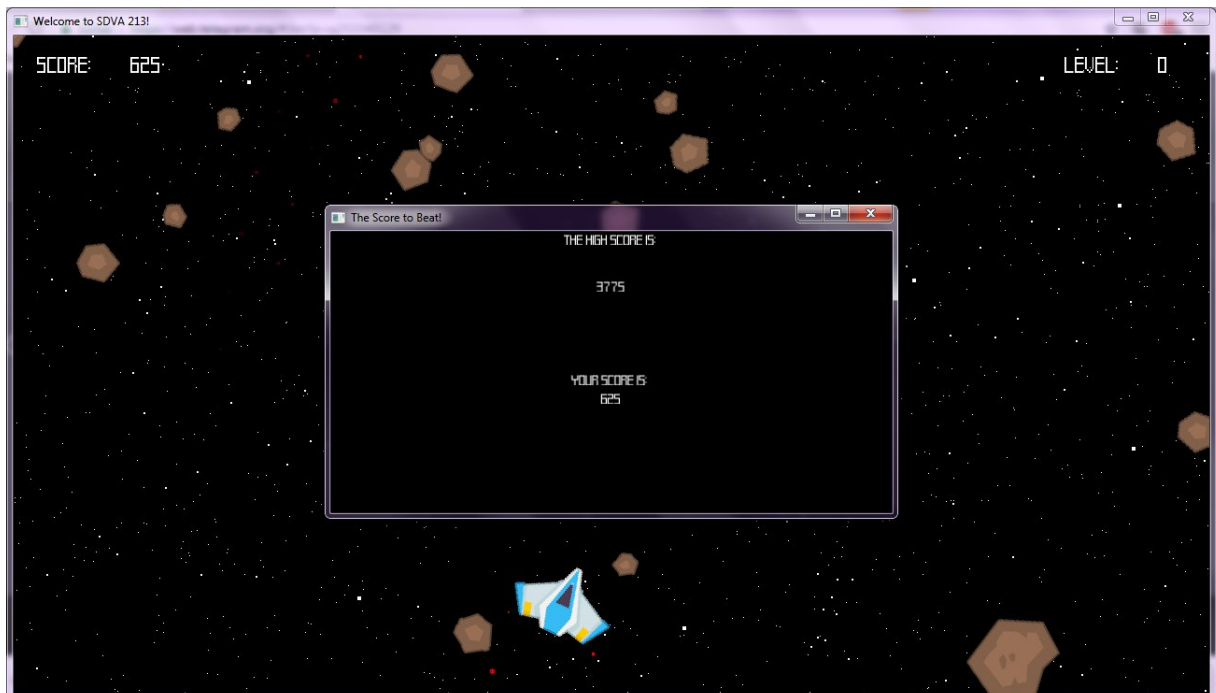 Welcome to SDVA 213!
SCORE: 625
LEVEL: 0
The Score to Beat!
THE HIGH SCORE IS:
3775
YOUR SCORE IS:
625